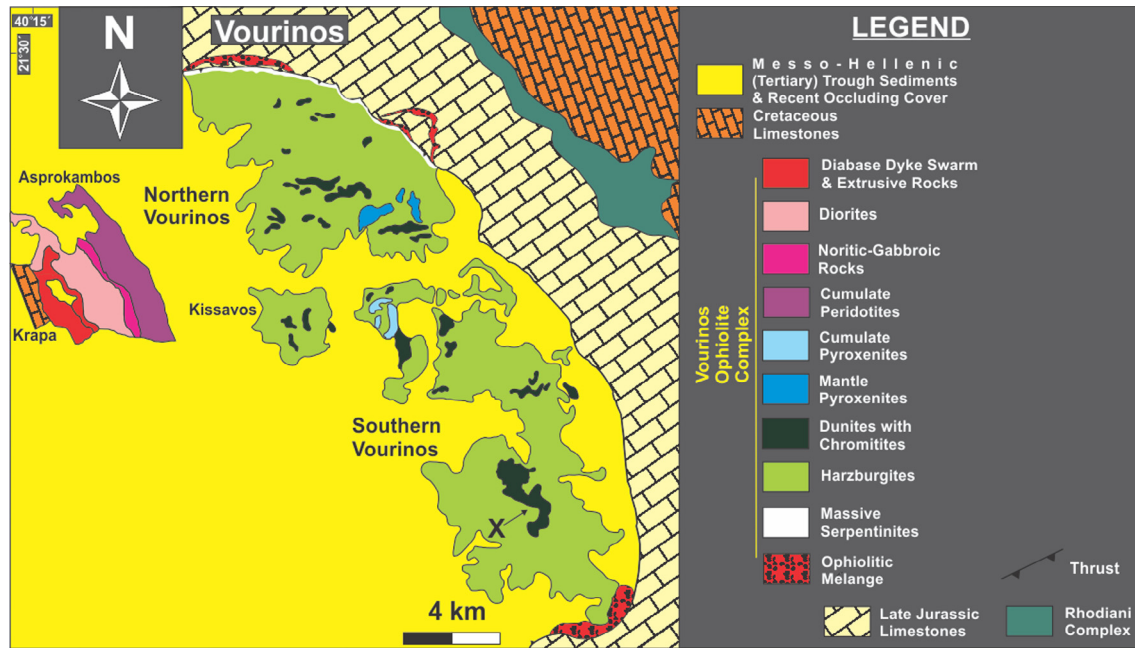 40°15´
21°30´
N
Vourinos
Asprokambos
Northern
Vourinos
Kissavos
Krapa
Southern
Vourinos
X
4 km
LEGEND
Messo-Hellenic
(Tertiary) Trough Sediments
& Recent Occluding Cover
Cretaceous
Limestones
Vourinos
Ophiolite
Complex
Diabase Dyke Swarm
& Extrusive Rocks
Diorites
Noritic-Gabbroic
Rocks
Cumulate
Peridotites
Cumulate
Pyroxenites
Mantle
Pyroxenites
Dunites with
Chromitites
Harzburgites
Massive
Serpentinites
Ophiolitic
Melange
Thrust
Late Jurassic
Limestones
Rhodiani
Complex